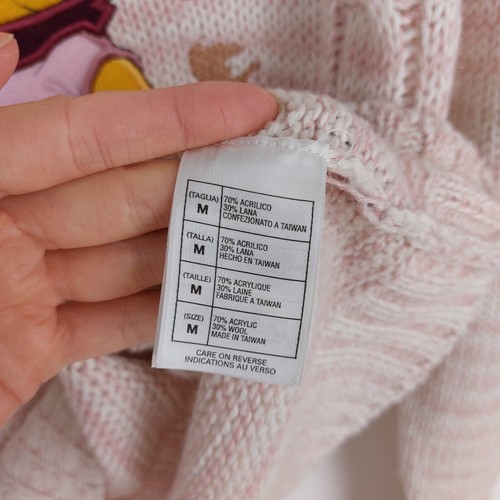 (TAGLIA) M
70% ACRILICO
30% LANA
CONFEZIONATO A TAIWAN
(TALLA) M
70% ACRILICO
30% LANA
HECHO EN TAIWAN
(TAILLE) M
70% ACRYLIQUE
30% LAINE
FABRIQUE A TAIWAN
(SIZE) M
70% ACRYLIC
30% WOOL
MADE IN TAIWAN
CARE ON REVERSE
INDICATIONS AU VERSO